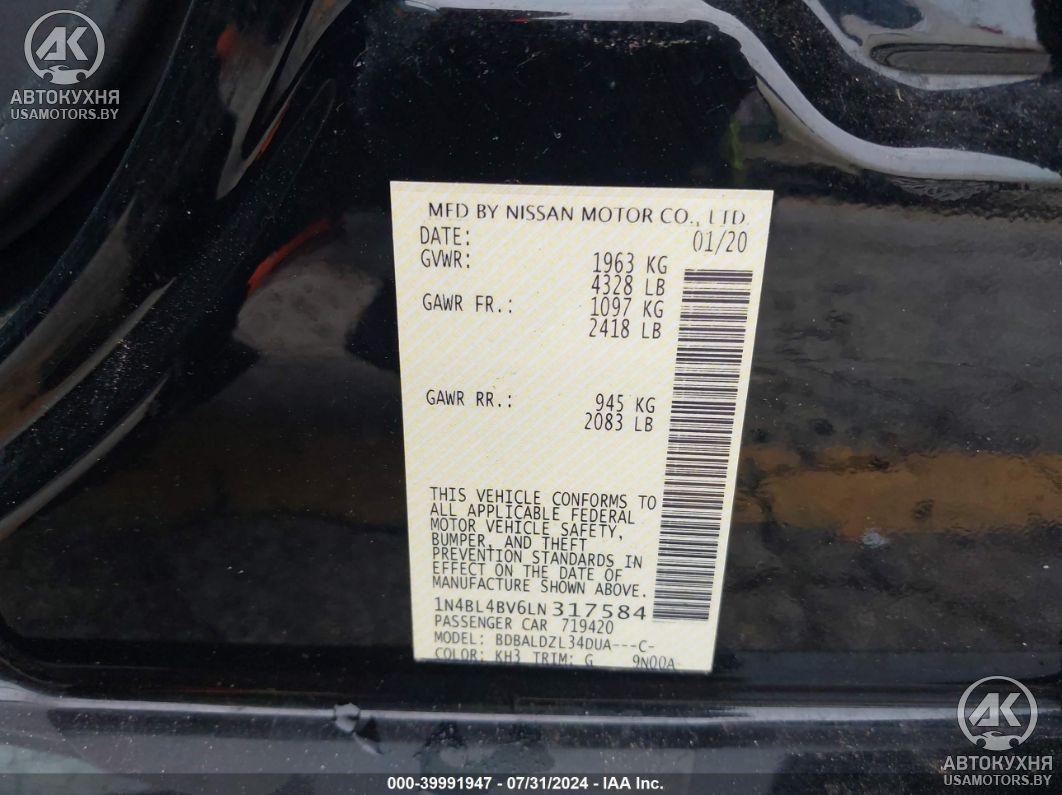 AK
АВТОКУХНЯ
USAMOTORS.BY
MFD BY NISSAN MOTOR CO., LTD.
DATE: 01/20
GVWR: 1963 KG
4328 LB
GAWR FR.: 1097 KG
2418 LB
GAWR RR.: 945 KG
2083 LB
THIS VEHICLE CONFORMS TO
ALL APPLICABLE FEDERAL
MOTOR VEHICLE SAFETY,
BUMPER, AND THEFT
PREVENTION STANDARDS IN
EFFECT ON THE DATE OF
MANUFACTURE SHOWN ABOVE.
1N4BL4BV6LN317584
PASSENGER CAR 719420
MODEL: BDBALDZL34DUA---C-
COLOR: KH3 TRIM: G 9N00A
AK
АВТОКУХНЯ
USAMOTORS.BY
000-39991947 - 07/31/2024 - IAA Inc.